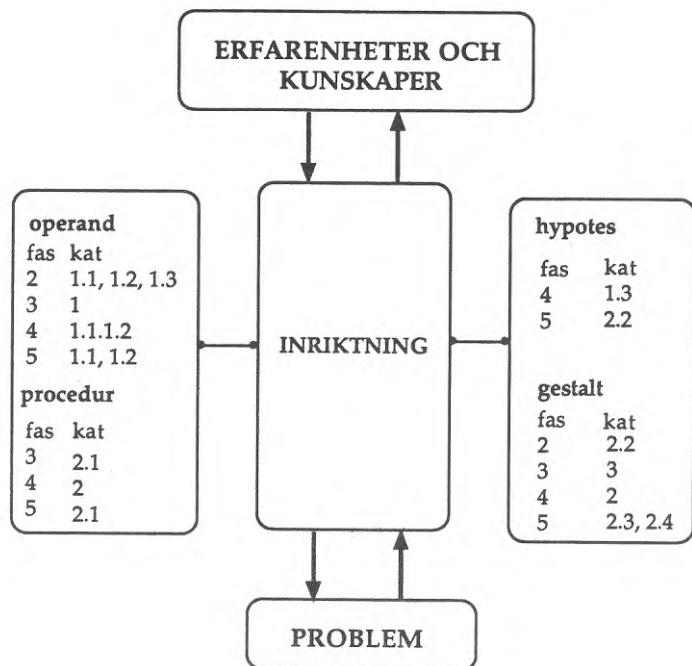 ERFARENHETER OCH
KUNSKAPER
operand
fas kat
2 1.1, 1.2, 1.3
3 1
4 1.1.1.2
5 1.1, 1.2
procedur
fas kat
3 2.1
4 2
5 2.1
INRIKTNING
hypotes
fas kat
4 1.3
5 2.2
gestalt
fas kat
2 2.2
3 3
4 2
5 2.3, 2.4
PROBLEM